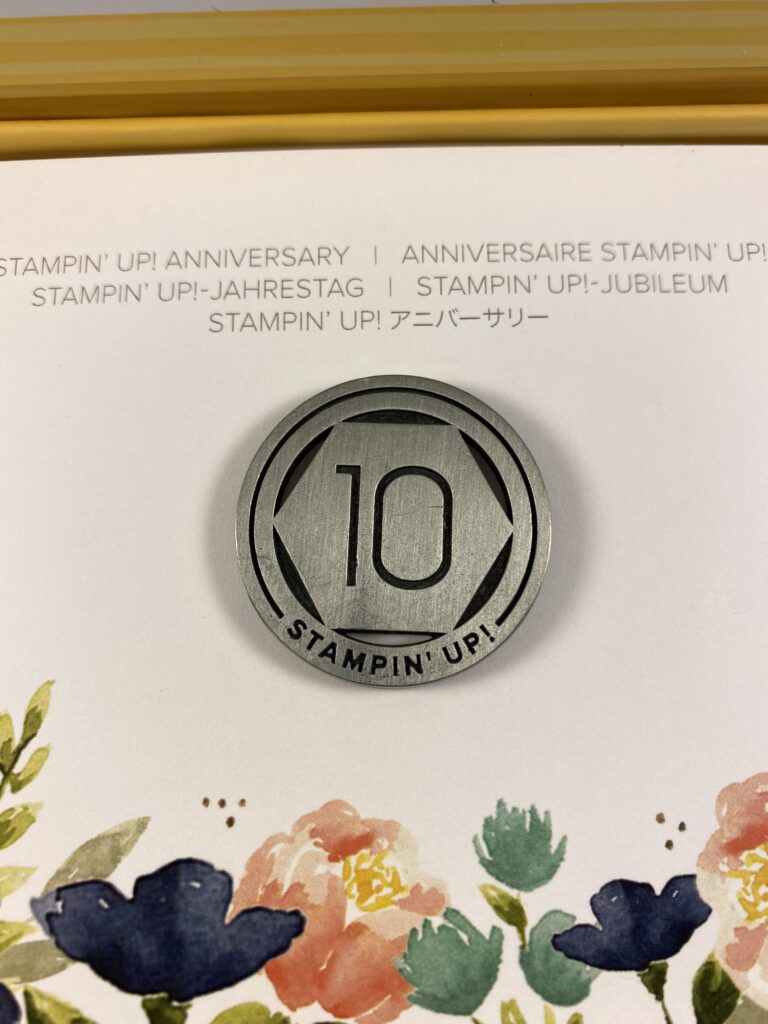 STAMPIN' UP! ANNIVERSARY | ANNIVERSAIRE STAMPIN' UP!
STAMPIN' UP!-JAHRESTAG | STAMPIN' UP!-JUBILEUM
STAMPIN' UP! アニバーサリー
10
STAMPIN' UP!